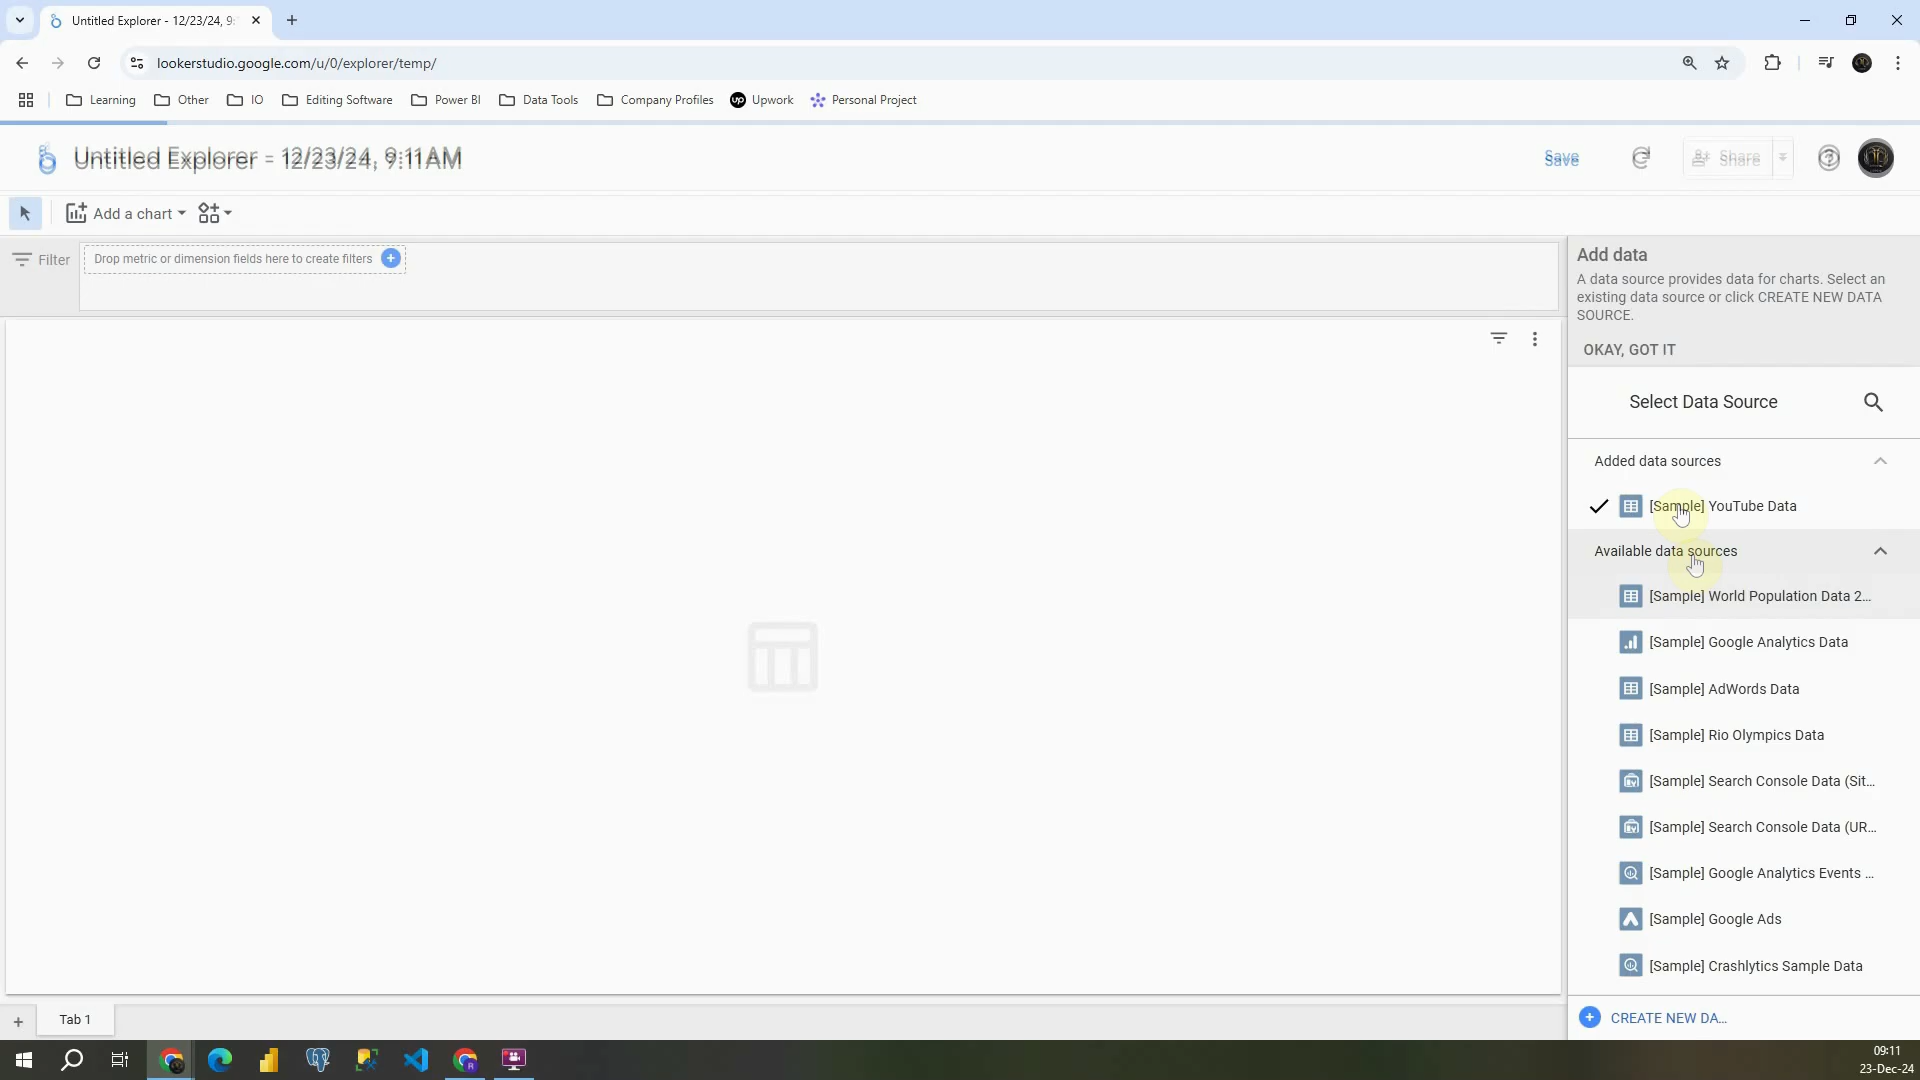 Untitled Explorer - 12/23/24, 9:
lookerstudio.google.com/u/0/explorer/temp/
Learning
Other
IO
Editing Software
Power BI
Data Tools
Company Profiles
up
Upwork
Personal Project
Untitled Explorer - 12/23/24, 9:11 AM
Save
Share
Add a chart
Filter
Drop metric or dimension fields here to create filters
Add data
A data source provides data for charts. Select an
existing data source or click CREATE NEW DATA
SOURCE.
OKAY, GOT IT
Select Data Source
Added data sources
[Sample] YouTube Data
Available data sources
[Sample] World Population Data 2...
[Sample] Google Analytics Data
[Sample] AdWords Data
[Sample] Rio Olympics Data
[Sample] Search Console Data (Sit...
[Sample] Search Console Data (UR...
[Sample] Google Analytics Events ...
[Sample] Google Ads
[Sample] Crashlytics Sample Data
CREATE NEW DA...
Tab 1
09:11
23-Dec-24